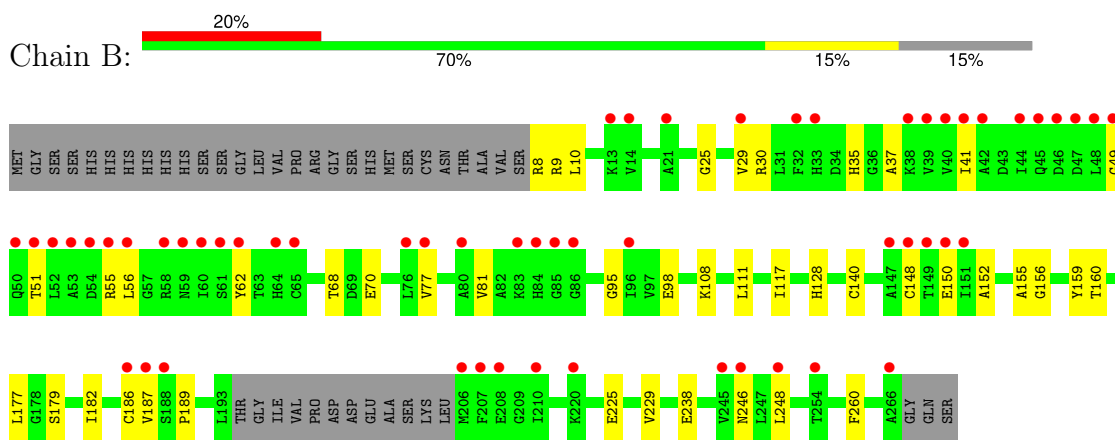 20%
Chain B:
70% 15% 15%
MET GLY SER SER HIS HIS HIS HIS HIS HIS SER SER GLY LEU VAL PRO ARG GLY SER HIS MET SER CYS ASN THR ALA VAL SER R8 R9 L10 K13 V14 A21 G25 V29 R30 L31 F32 H33 D34 H35 G36 A37 K38 V39 V40 I41 A42 D43 I44 Q45 D46 D47 L48 G49
Q50 T51 L52 A53 D54 R55 L56 G57 R58 N59 I60 S61 Y62 T63 H64 C65 T68 D69 E70 L76 V77 A80 V81 A82 K83 H84 G85 G86 G95 I96 V97 E98 K108 L111 I117 H128 C140 A147 C148 T149 E150 I151 A152 A155 G156 Y159 T160
L177 G178 S179 I182 C186 V187 S188 P189 L193 THR GLY ILE VAL PRO ASP ASP GLU ALA SER LYS LEU M206 F207 E208 G209 I210 K220 E225 V229 E238 V245 N246 L247 L248 T254 F260 A266 GLY GLN SER